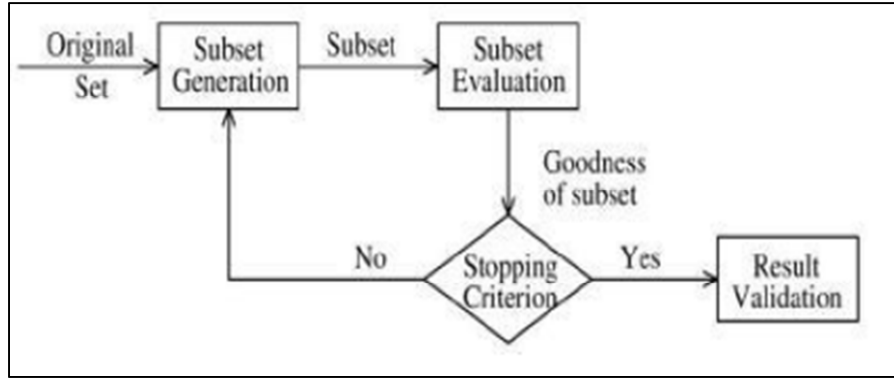 Original
Set
Subset
Generation
Subset
Subset
Evaluation
Goodness
of subset
No
Stopping
Criterion
Yes
Result
Validation